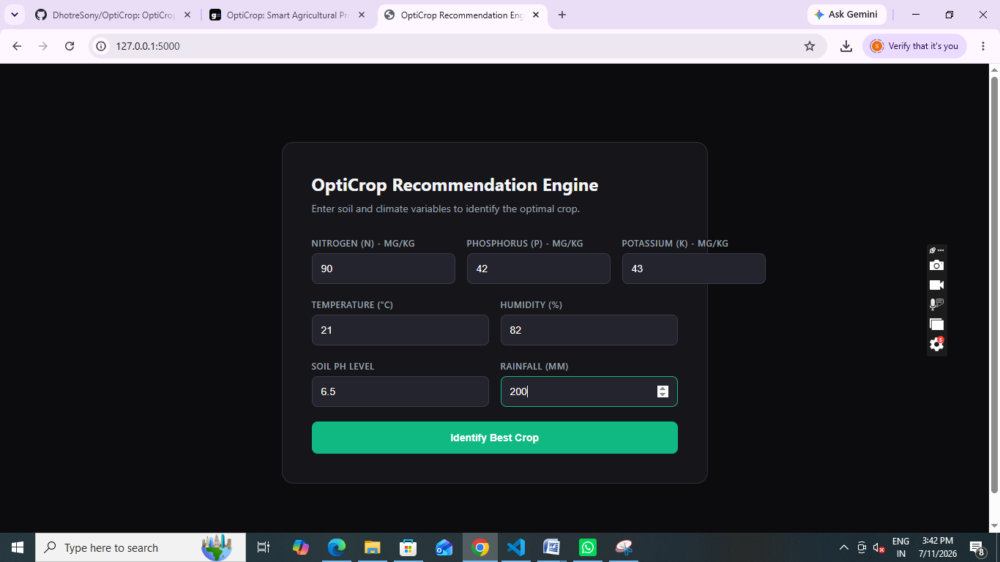 DhotreSony/OptiCrop: OptiCro
OptiCrop: Smart Agricultural Pr
OptiCrop Recommendation Eng
Ask Gemini
127.0.0.1:5000
S
Verify that it's you
OptiCrop Recommendation Engine
Enter soil and climate variables to identify the optimal crop.
NITROGEN (N) - MG/KG
PHOSPHORUS (P) - MG/KG
POTASSIUM (K) - MG/KG
90
42
43
TEMPERATURE (°C)
HUMIDITY (%)
21
82
SOIL PH LEVEL
RAINFALL (MM)
6.5
200
Identify Best Crop
5
Type here to search
ENG
IN
3:42 PM
7/11/2026
8